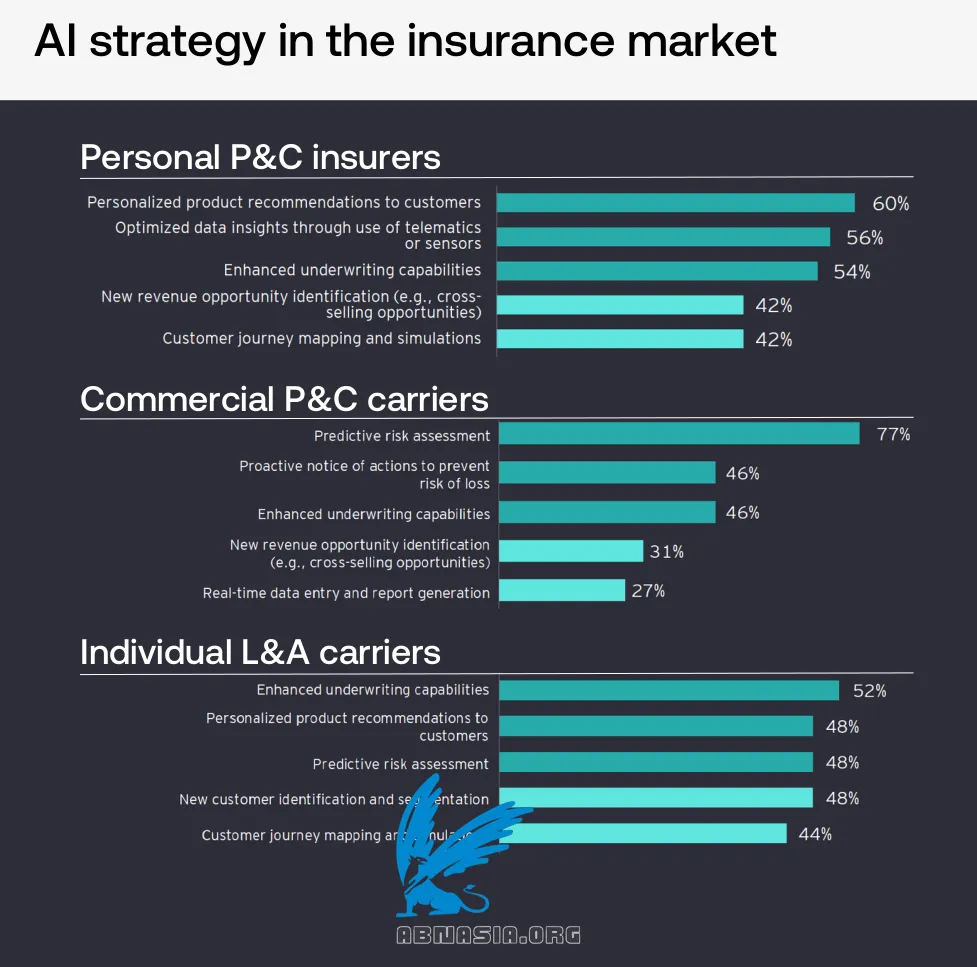 AI strategy in the insurance market
Personal P&C insurers
Personalized product recommendations to customers
60%
Optimized data insights through use of telematics
or sensors
56%
Enhanced underwriting capabilities
54%
New revenue opportunity identification (e.g., cross-
selling opportunities)
42%
Customer journey mapping and simulations
42%
Commercial P&C carriers
Predictive risk assessment
77%
Proactive notice of actions to prevent
risk of loss
46%
Enhanced underwriting capabilities
46%
New revenue opportunity identification
(e.g., cross-selling opportunities)
31%
Real-time data entry and report generation
27%
Individual L&A carriers
Enhanced underwriting capabilities
52%
Personalized product recommendations to
customers
48%
Predictive risk assessment
48%
New customer identification and segmentation
48%
Customer journey mapping and
44%
ABNASIA.ORG